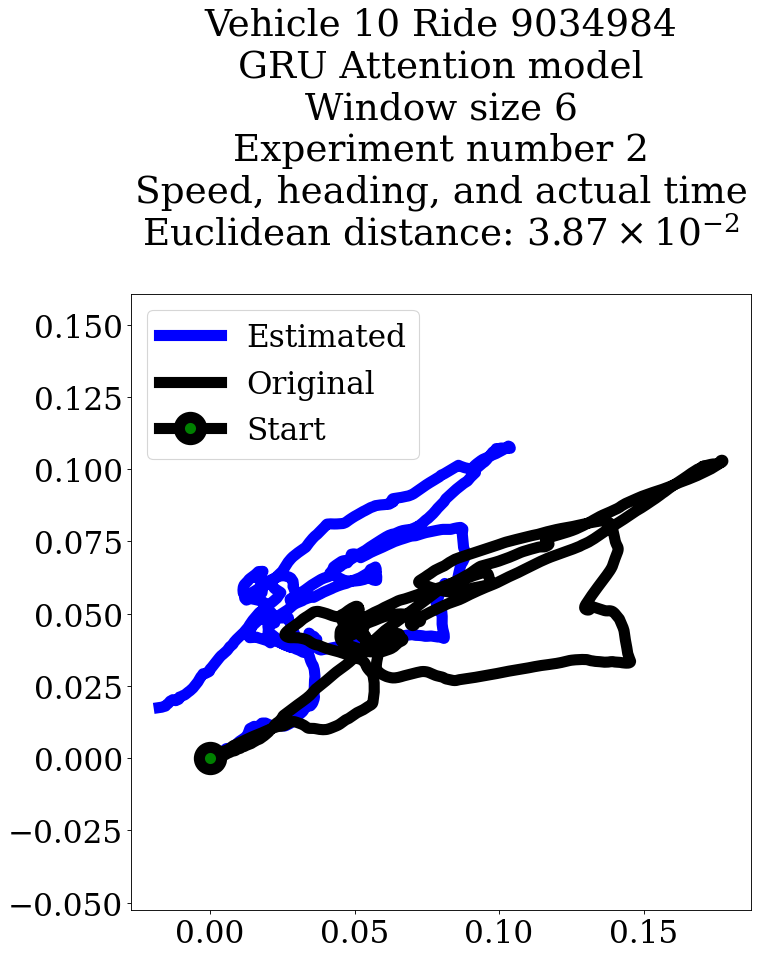 Vehicle 10 Ride 9034984
GRU Attention model
Window size 6
Experiment number 2
Speed, heading, and actual time
Euclidean distance: 3.87 × 10⁻²
Estimated
Original
Start
0.150
0.125
0.100
0.075
0.050
0.025
0.000
−0.025
−0.050
0.00 0.05 0.10 0.15